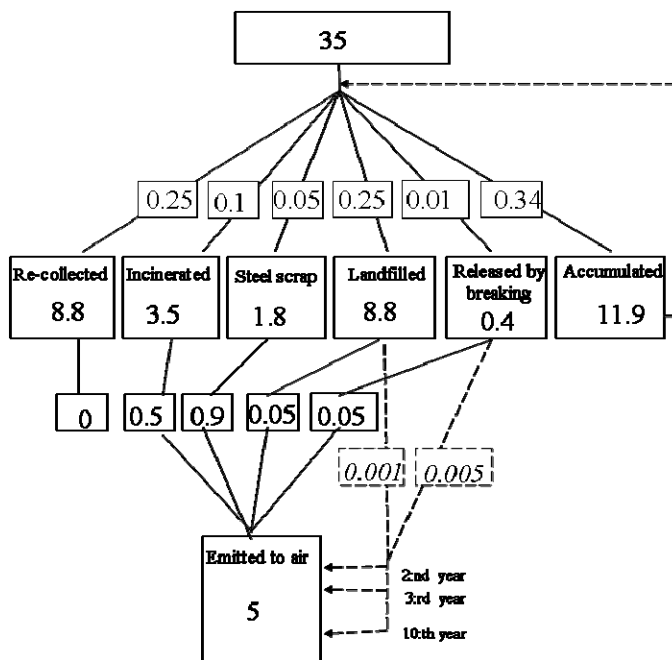 35
0.25 0.1 0.05 0.25 0.01 0.34
Re-collected Incinerated Steel scrap Landfilled Released by Accumulated
breaking
8.8 3.5 1.8 8.8 0.4 11.9
0 0.5 0.9 0.05 0.05
0.001 0.005
Emitted to air
2:nd year
3:rd year
5
10:th year